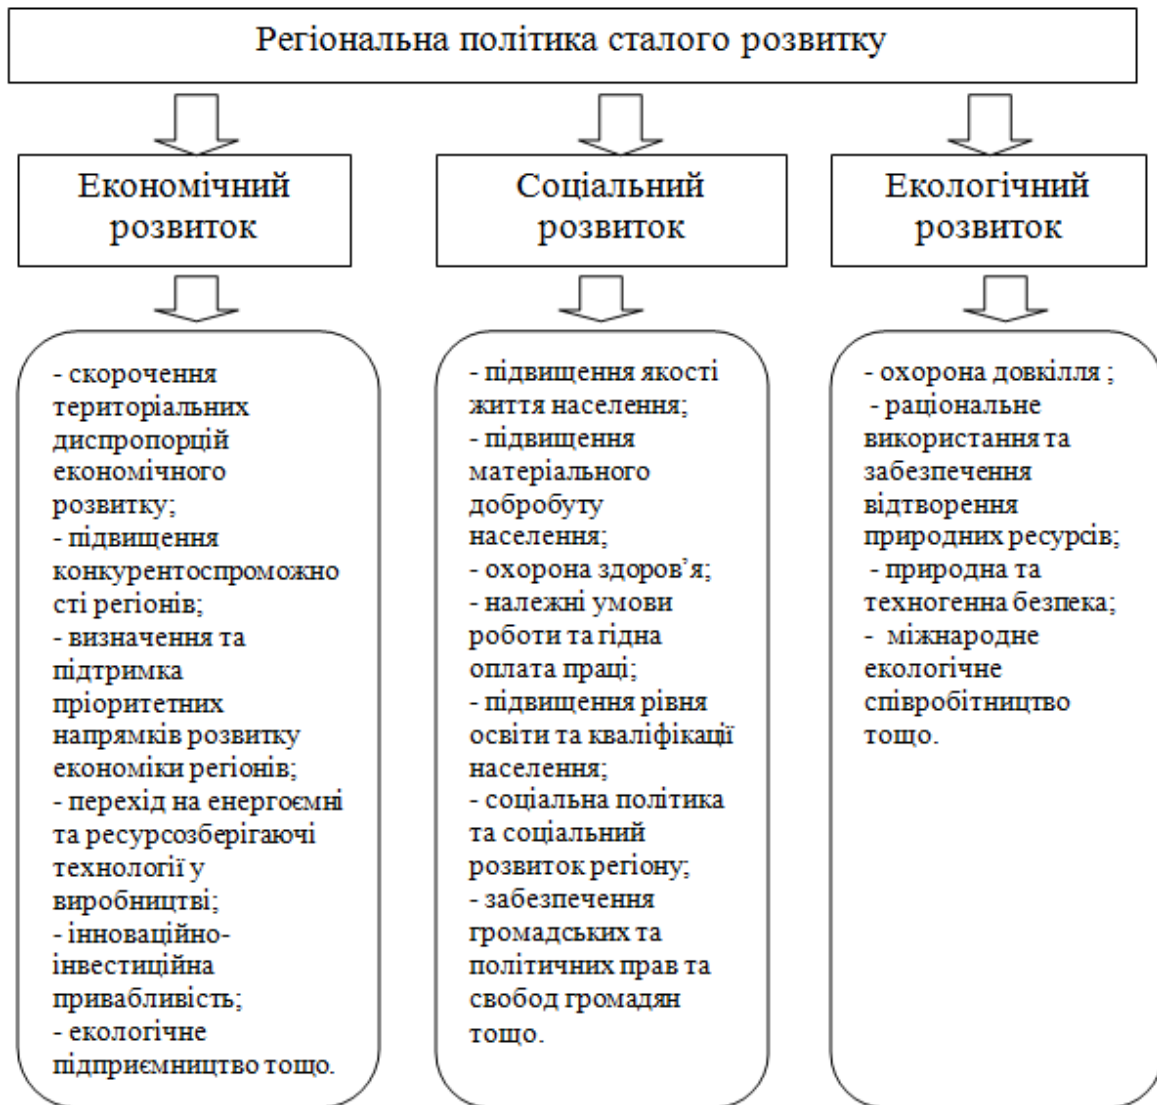 Регіональна політика сталого розвитку
Економічний
розвиток
Соціальний
розвиток
Екологічний
розвиток
- скорочення
територіальних
диспропорцій
економічного
розвитку;
- підвищення
конкурентоспроможно
сті регіонів;
- визначення та
підтримка
пріоритетних
напрямків розвитку
економіки регіонів;
- перехід на енергоємні
та ресурсозберігаючі
технології у
виробництві;
- інноваційно-
інвестиційна
привабливість;
- екологічне
підприємництво тощо.
- підвищення якості
життя населення;
- підвищення
матеріального
добробуту
населення;
- охорона здоров’я;
- належні умови
роботи та гідна
оплата праці;
- підвищення рівня
освіти та кваліфікації
населення;
- соціальна політика
та соціальний
розвиток регіону;
- забезпечення
громадських та
політичних прав та
свобод громадян
тощо.
- охорона довкілля ;
- раціональне
використання та
забезпечення
відтворення
природних ресурсів;
- природна та
техногенна безпека;
- міжнародне
екологічне
співробітництво
тощо.